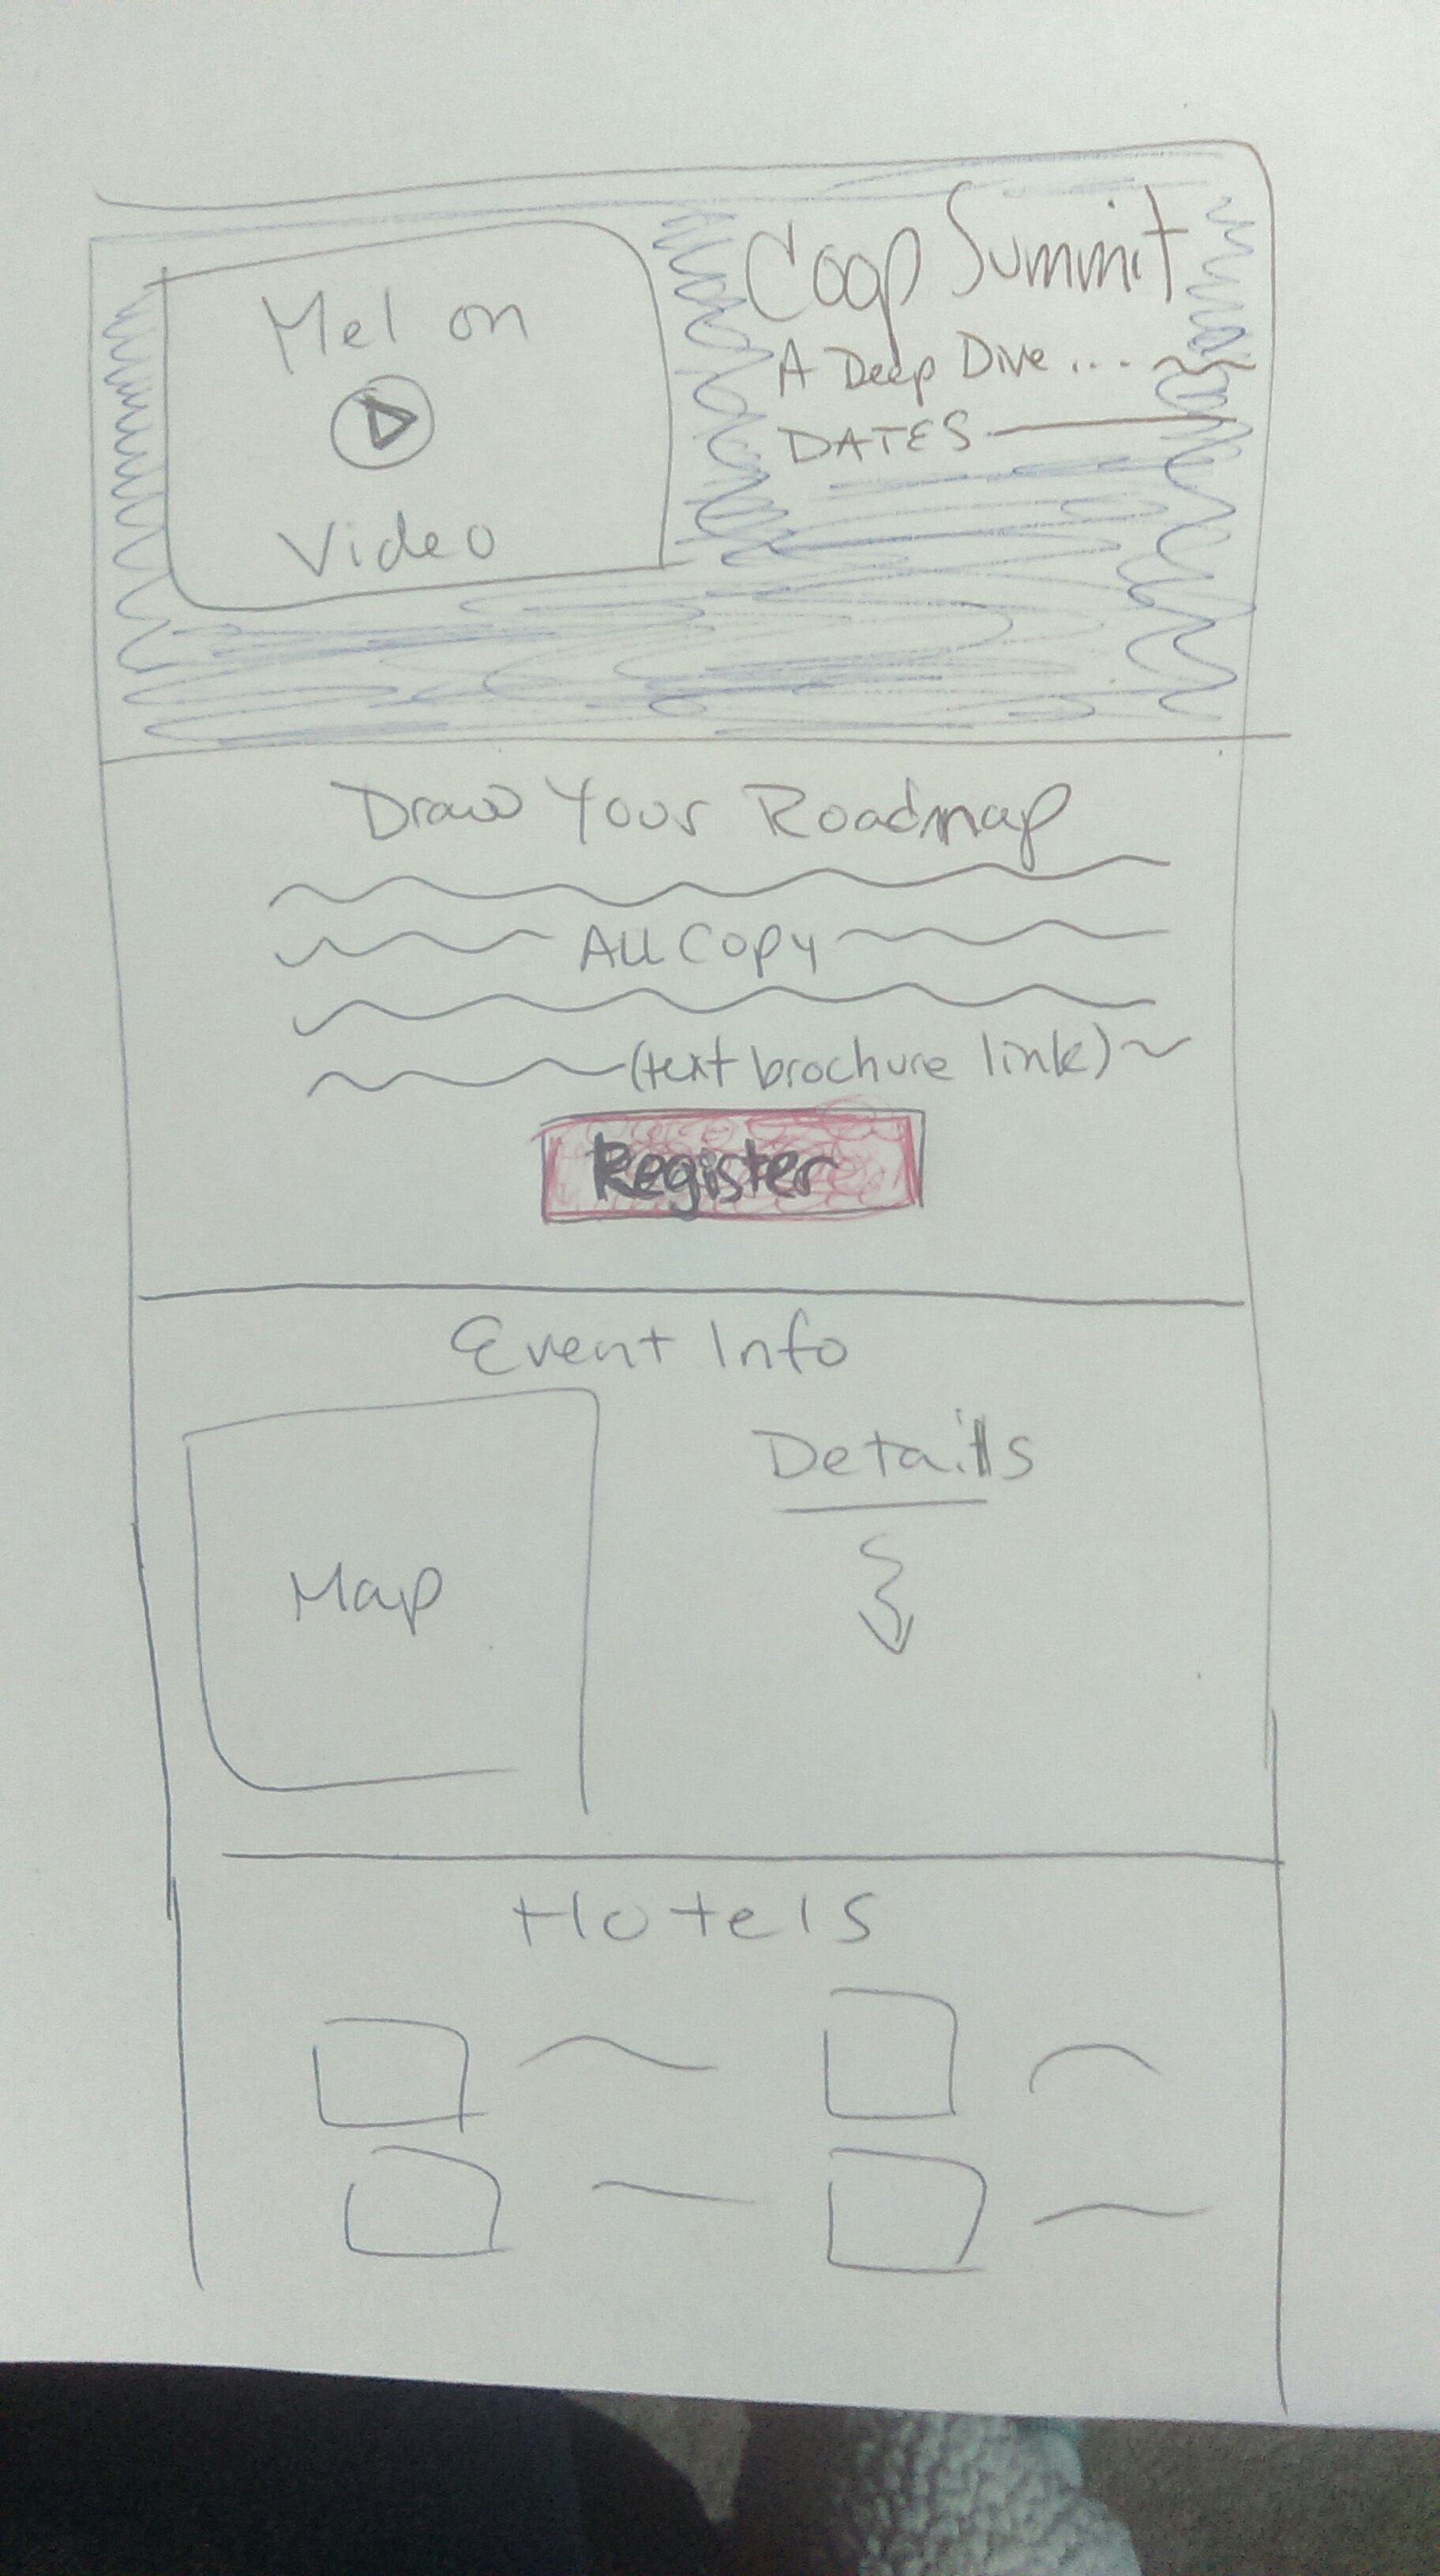 Mel on
Video
Coop Summit
A Deep Dive ...
DATES
Draw Your Roadmap
All Copy
(text brochure link)
Register
Event Info
Map
Details
Hotels